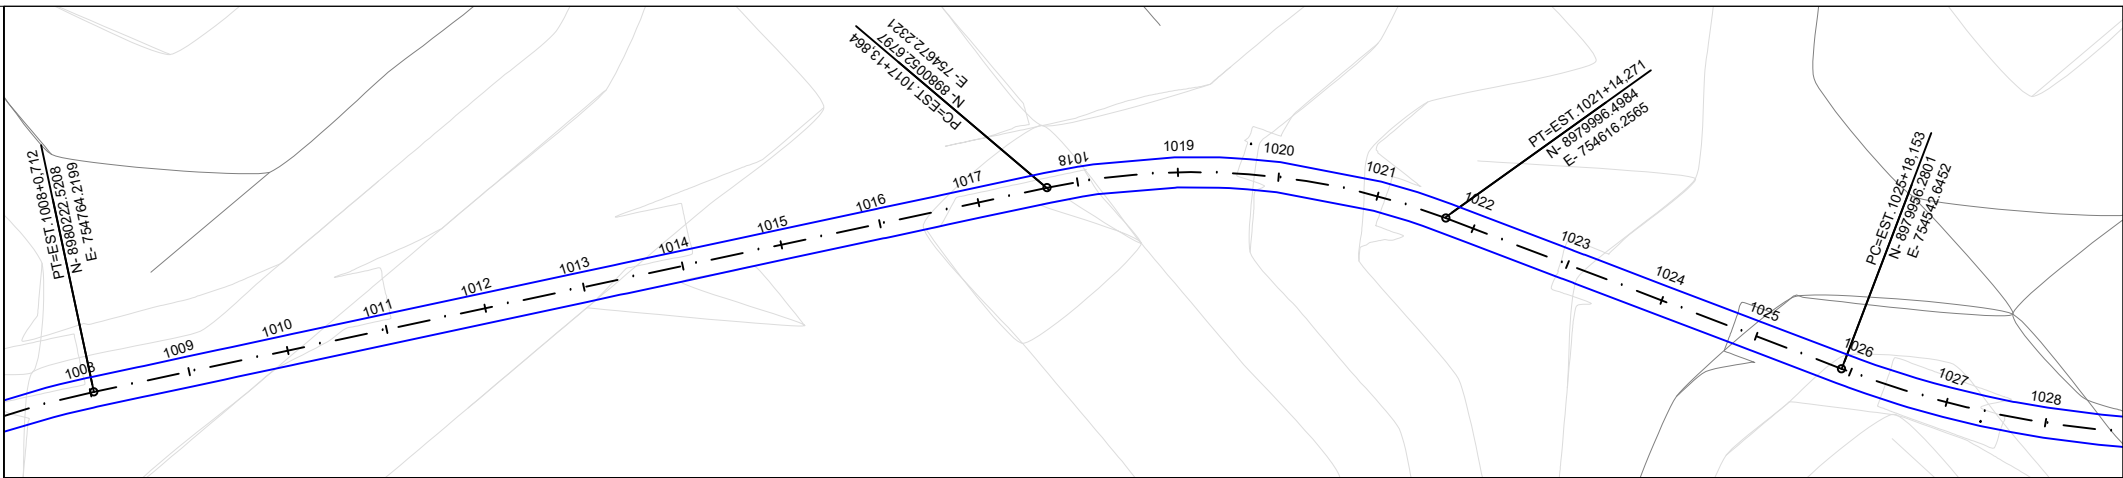 PT=EST.1008+0,712
N- 8980222.5208
E- 754764.2199
1008
1009
1010
1011
1012
1013
1014
1015
1016
1017
PC=EST.1017+13,864
N- 8980052.6797
E- 754672.2321
1018
1019
1020
1021
PT=EST.1021+14,271
N- 8979996.4984
E- 754616.2565
1022
1023
1024
1025
PC=EST.1025+18,153
N- 8979956.2801
E- 754542.6452
1026
1027
1028